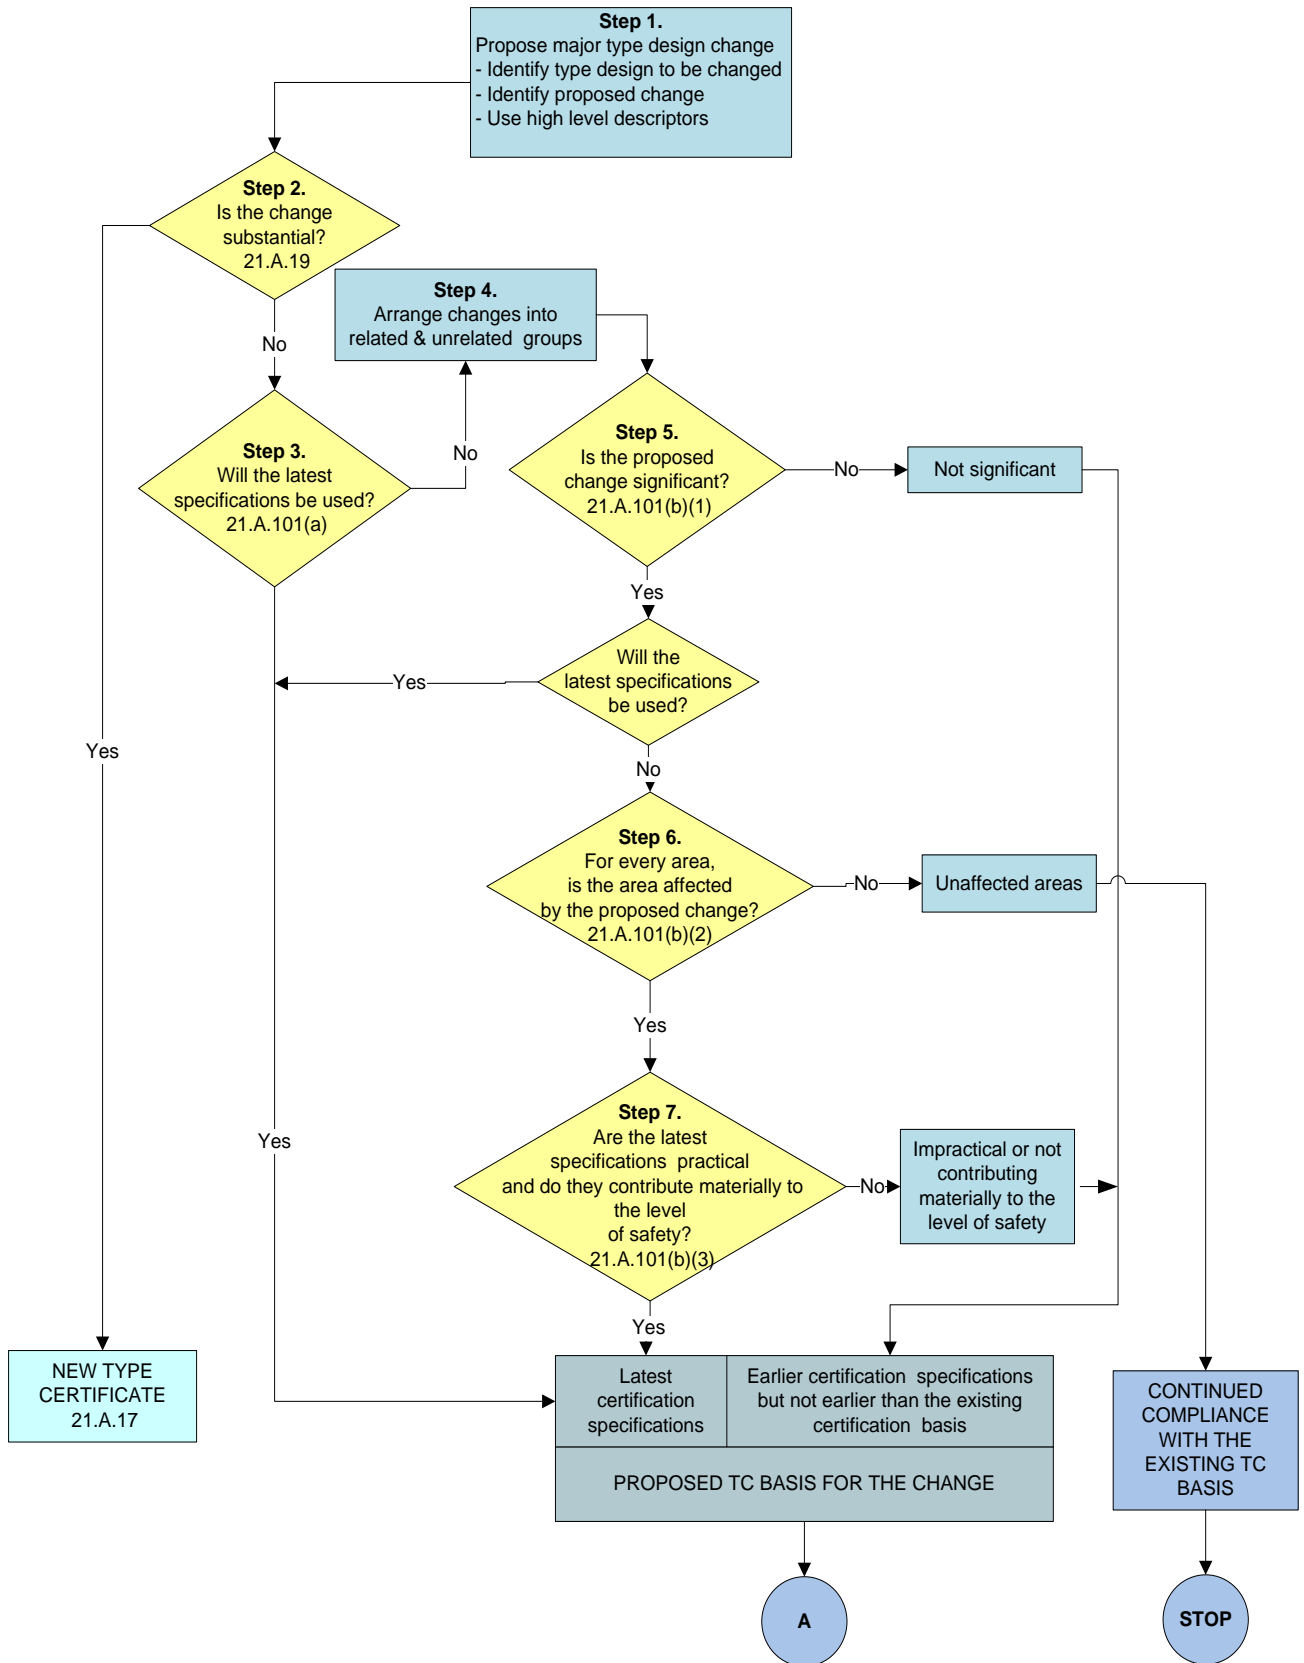 Step 1.
Propose major type design change
- Identify type design to be changed
- Identify proposed change
- Use high level descriptors
Step 2.
Is the change
substantial?
21.A.19
No
Step 4.
Arrange changes into
related & unrelated groups
Step 3.
Will the latest
specifications be used?
21.A.101(a)
No
Step 5.
Is the proposed
change significant?
21.A.101(b)(1)
No
Not significant
Yes
Will the
latest specifications
be used?
Yes
Yes
No
Step 6.
For every area,
is the area affected
by the proposed change?
21.A.101(b)(2)
No
Unaffected areas
Yes
Step 7.
Are the latest
specifications practical
and do they contribute materially to
the level
of safety?
21.A.101(b)(3)
Yes
No
Impractical or not
contributing
materially to the
level of safety
Yes
NEW TYPE
CERTIFICATE
21.A.17
Latest
certification
specifications
Earlier certification specifications
but not earlier than the existing
certification basis
PROPOSED TC BASIS FOR THE CHANGE
CONTINUED
COMPLIANCE
WITH THE
EXISTING TC
BASIS
A
STOP